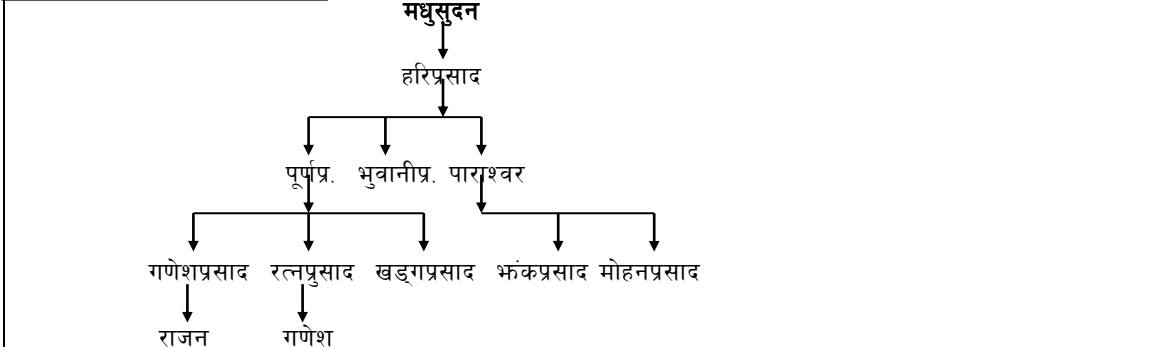 मधुसुदन
हरिप्रसाद
पूर्णप्र. भुवानीप्र. पाराश्वर
गणेशप्रसाद रत्नप्रुसाद खड्गप्रसाद झंकप्रसाद मोहनप्रसाद
राजन गणेश